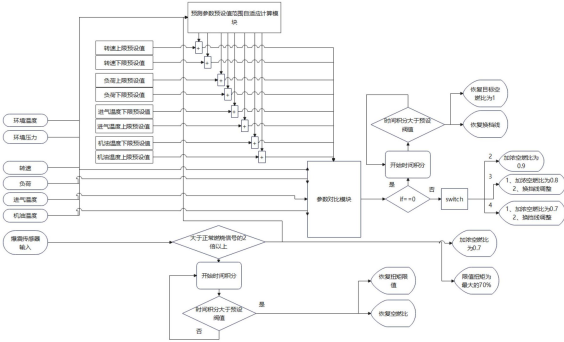 预测参数预设值范围自适应计算模
块
转速上限预设值
转速下限预设值
负荷上限预设值
负荷下限预设值
进气温度下限预设值
进气温度上限预设值
机油温度下限预设值
机油温度上限预设值
+
+
+
+
+
+
+
+
环境温度
环境压力
转速
负荷
进气温度
机油温度
爆震传感器
输入
参数对比模块
if==0
是
否
开始时间积分
时间积分大于预设
阈值
恢复目标空
燃比为1
恢复换档线
switch
2
3
4
加浓空燃比为
0.9
1、加浓空燃比为0.8
2、换挡线调整
1、加浓空燃比为0.7
2、换挡线调整
大于正常燃烧信号的2
倍以上
加浓空燃比
为0.7
限值扭矩为
最大的70%
开始时间积分
时间积分大于预设
阈值
是
否
恢复扭矩限
值
恢复空燃比